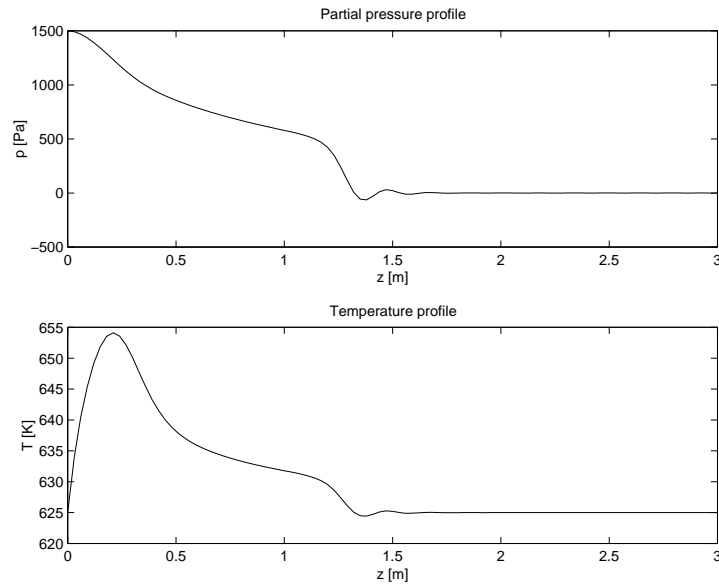 Partial pressure profile
1500
1000
500
0
−500
p [Pa]
0 0.5 1 1.5 2 2.5 3
z [m]
Temperature profile
655
650
645
640
635
630
625
620
T [K]
0 0.5 1 1.5 2 2.5 3
z [m]